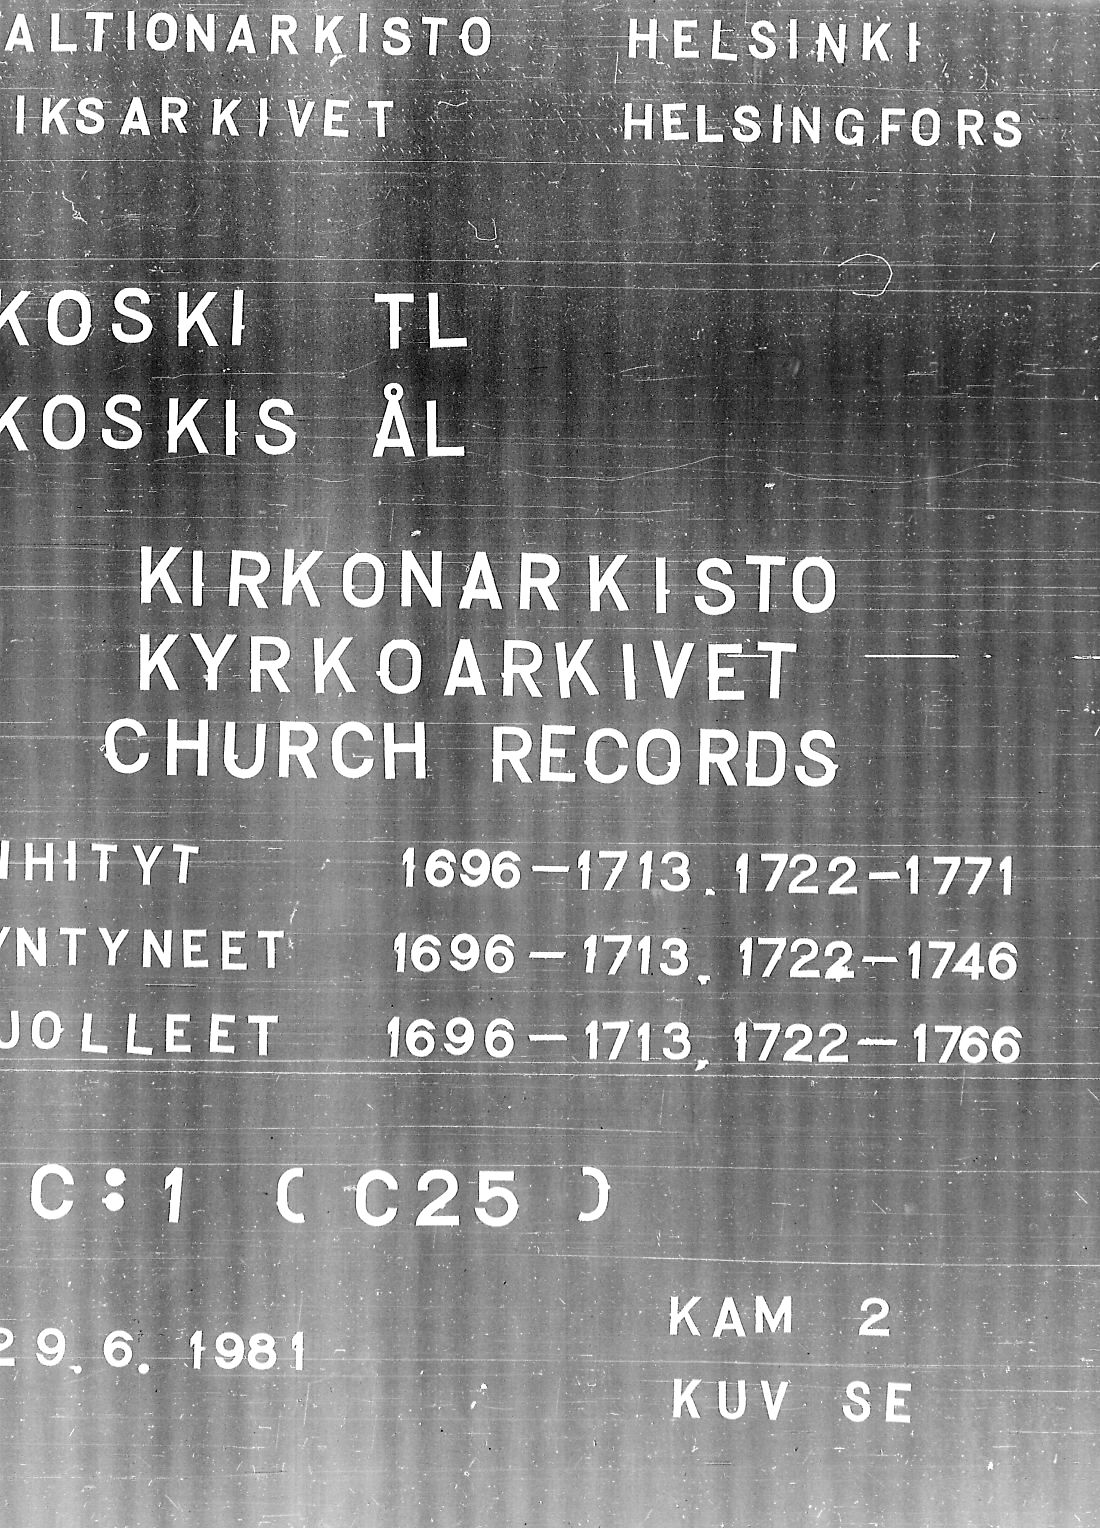 ALTIONARKISTO HELSINKI
IKSARKIVET HELSINGFORS
KOSKI TL
KOSKIS ÅL
KIRKONARKISTO
KYRKOARKIVET
CHURCH RECORDS
IHITYT 1696–1713, 1722–1771
YNTYNEET 1696–1713, 1722–1746
UOLLEET 1696–1713, 1722–1766
C:1 (C25)
29.6.1981 KAM 2
KUV SE